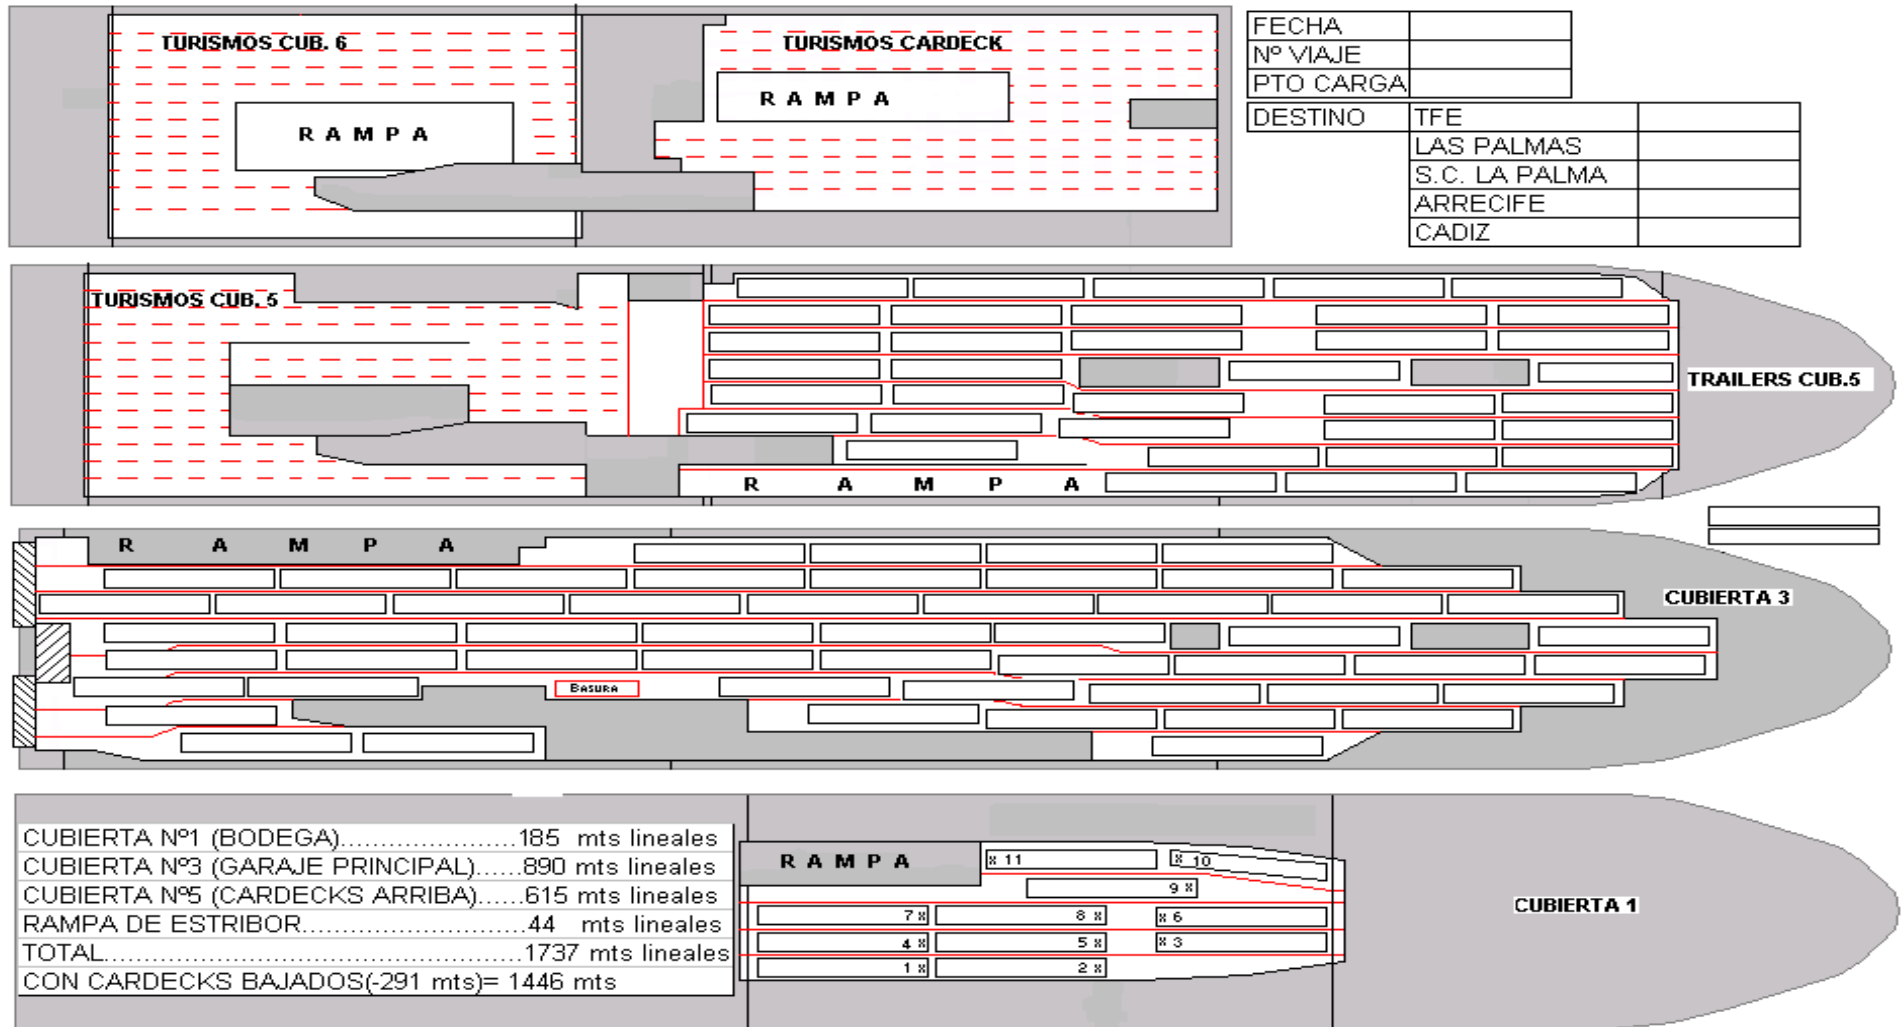 TURISMOS CUB. 6
TURISMOS CARDECK
RAMPA
RAMPA
FECHA
Nº VIAJE
PTO CARGA
DESTINO TFE
LAS PALMAS
S.C. LA PALMA
ARRECIFE
CADIZ
TURISMOS CUB. 5
TRAILERS CUB.5
RAMPA
RAMPA
CUBIERTA 3
BASURA
CUBIERTA Nº1 (BODEGA)......................185 mts lineales
CUBIERTA Nº3 (GARAJE PRINCIPAL)......890 mts lineales
CUBIERTA Nº5 (CARDECKS ARRIBA)......615 mts lineales
RAMPA DE ESTRIBOR............................44 mts lineales
TOTAL....................................................1737 mts lineales
CON CARDECKS BAJADOS(-291 mts)= 1446 mts
RAMPA
x 11
x 10
9 x
7 x
8 x
x 6
4 x
5 x
x 3
1 x
2 x
CUBIERTA 1